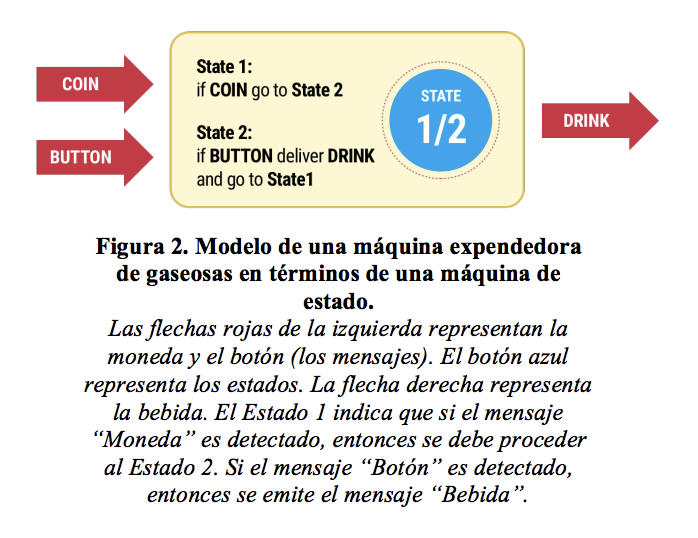 COIN
BUTTON
State 1:
if COIN go to State 2
State 2:
if BUTTON deliver DRINK
and go to State1
STATE
1/2
DRINK
Figura 2. Modelo de una máquina expendedora
de gaseosas en términos de una máquina de
estado.
Las flechas rojas de la izquierda representan la
moneda y el botón (los mensajes). El botón azul
representa los estados. La flecha derecha representa
la bebida. El Estado 1 indica que si el mensaje
“Moneda” es detectado, entonces se debe proceder
al Estado 2. Si el mensaje “Botón” es detectado,
entonces se emite el mensaje “Bebida”.